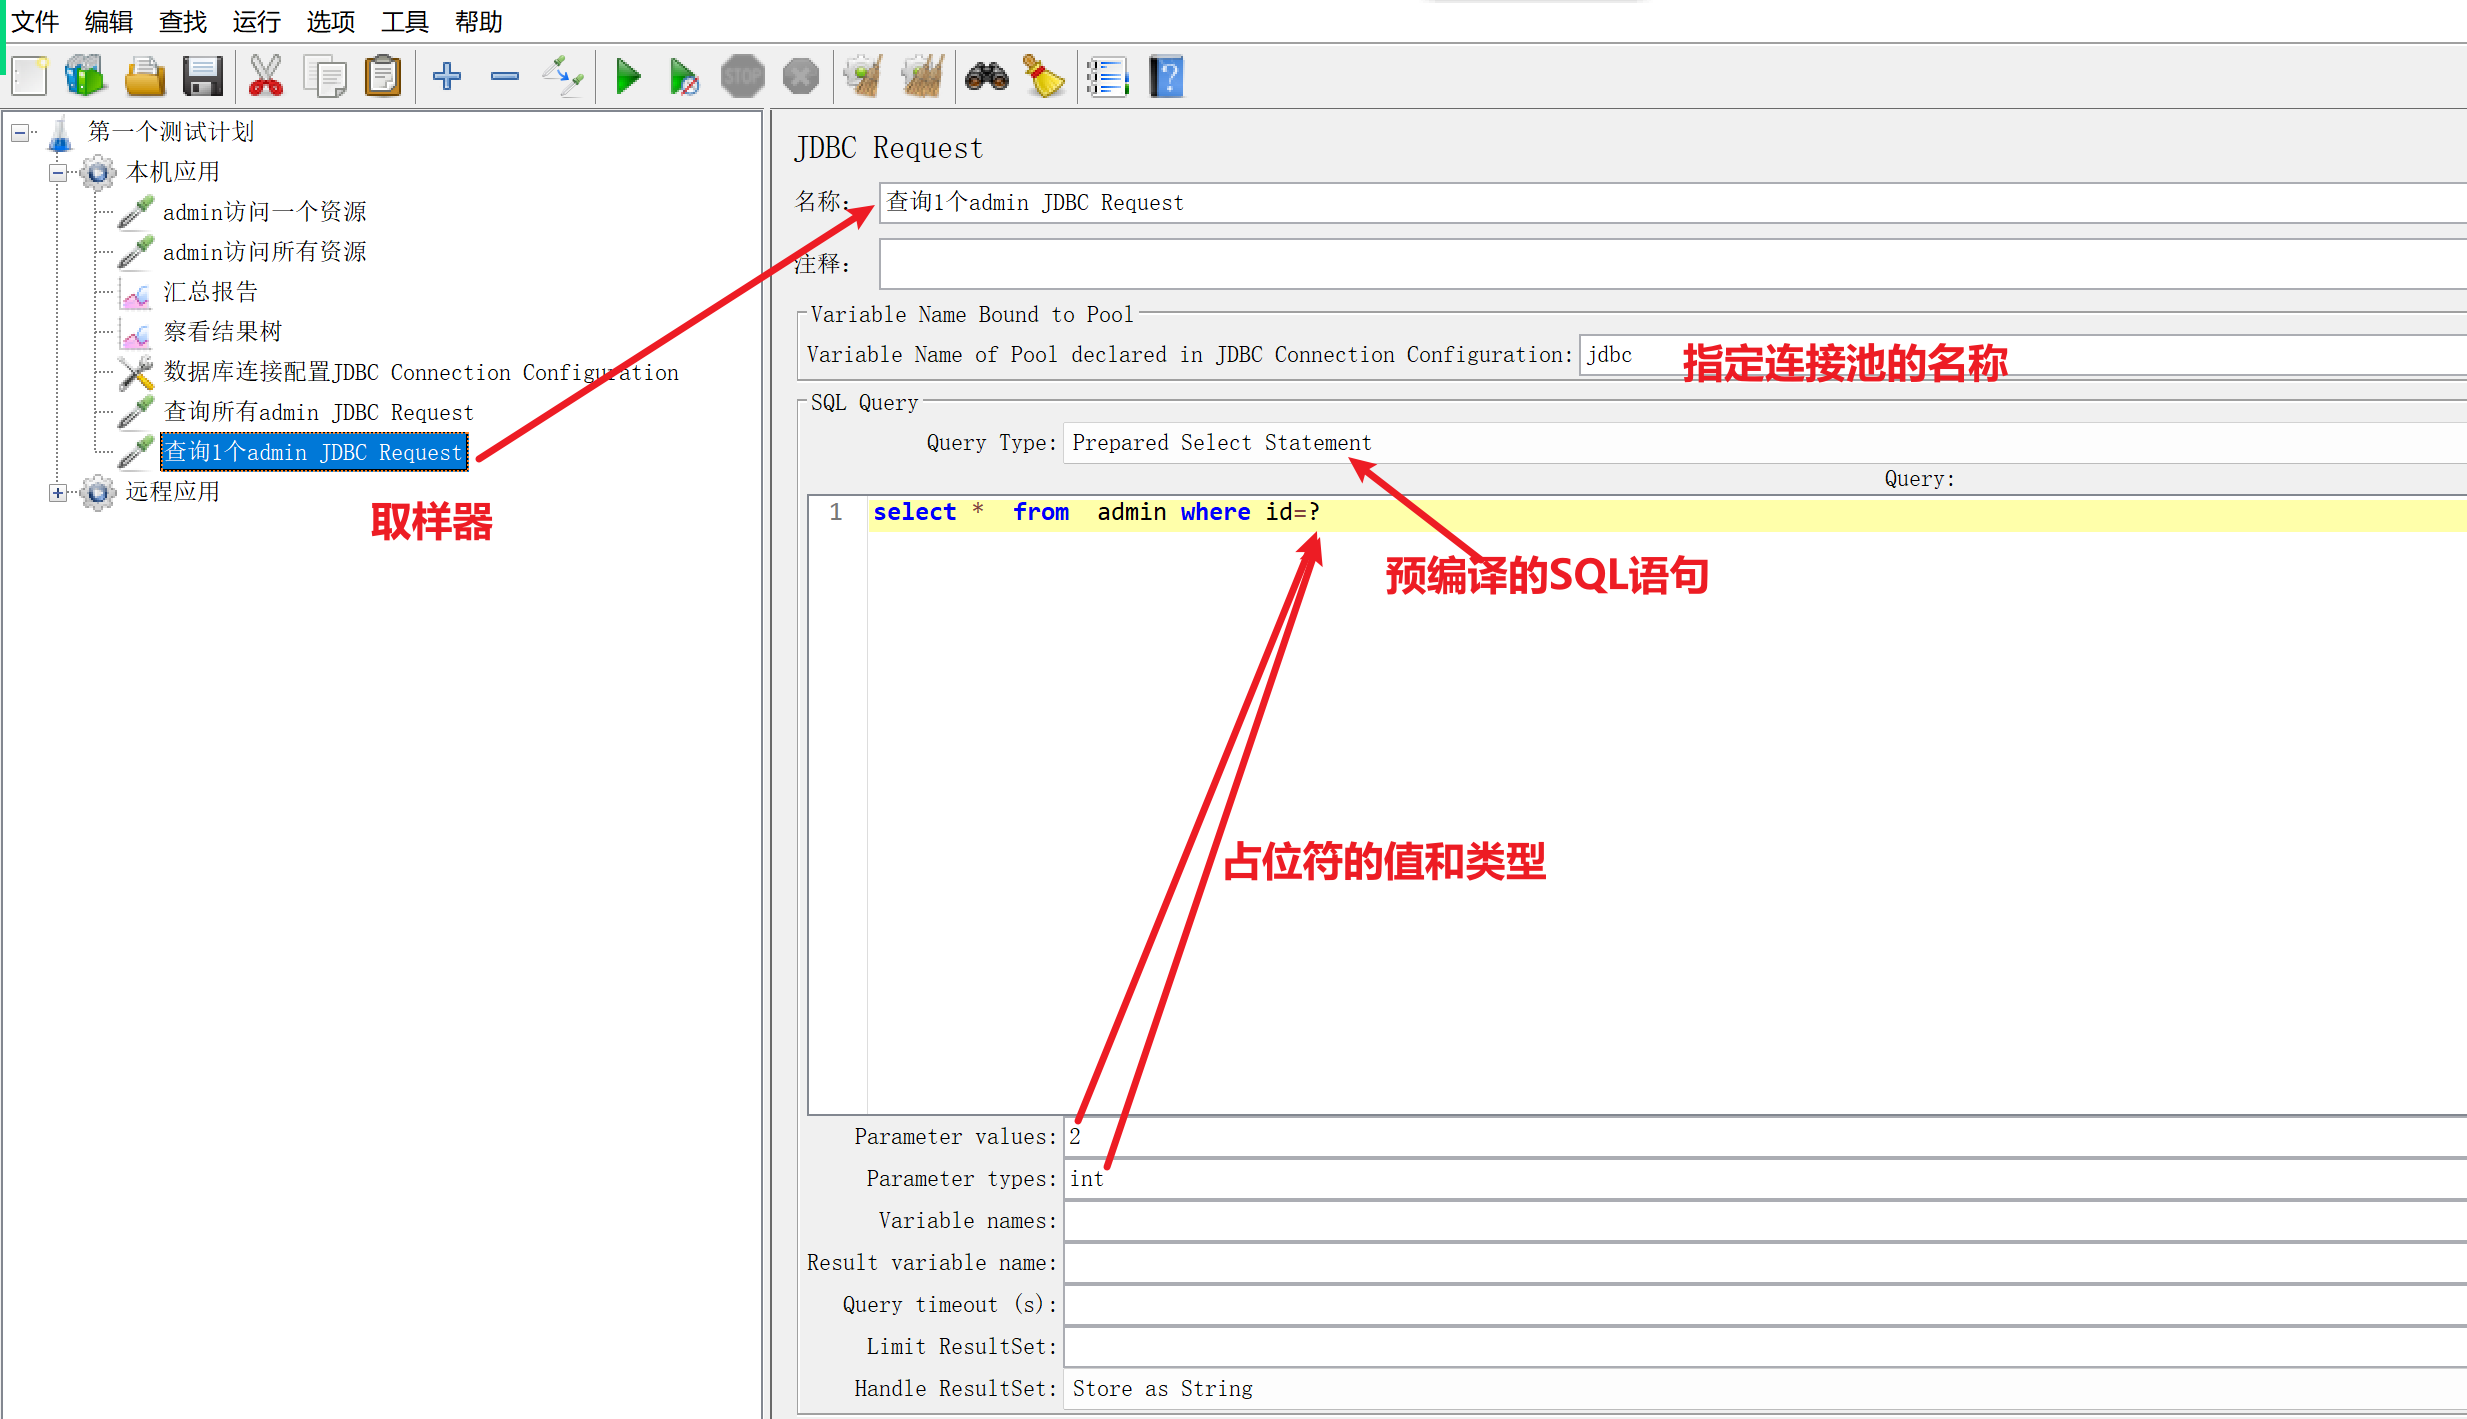 文件 编辑 查找 运行 选项 工具 帮助
STOP
第一个测试计划
本机应用
admin访问一个资源
admin访问所有资源
汇总报告
察看结果树
数据库连接配置JDBC Connection Configuration
查询所有admin JDBC Request
查询1个admin JDBC Request
远程应用
取样器
JDBC Request
名称： 查询1个admin JDBC Request
注释：
Variable Name Bound to Pool
Variable Name of Pool declared in JDBC Connection Configuration: jdbc
指定连接池的名称
SQL Query
Query Type: Prepared Select Statement
Query:
1 select * from admin where id=?
预编译的SQL语句
占位符的值和类型
Parameter values: 2
Parameter types: int
Variable names:
Result variable name:
Query timeout (s):
Limit ResultSet:
Handle ResultSet: Store as String